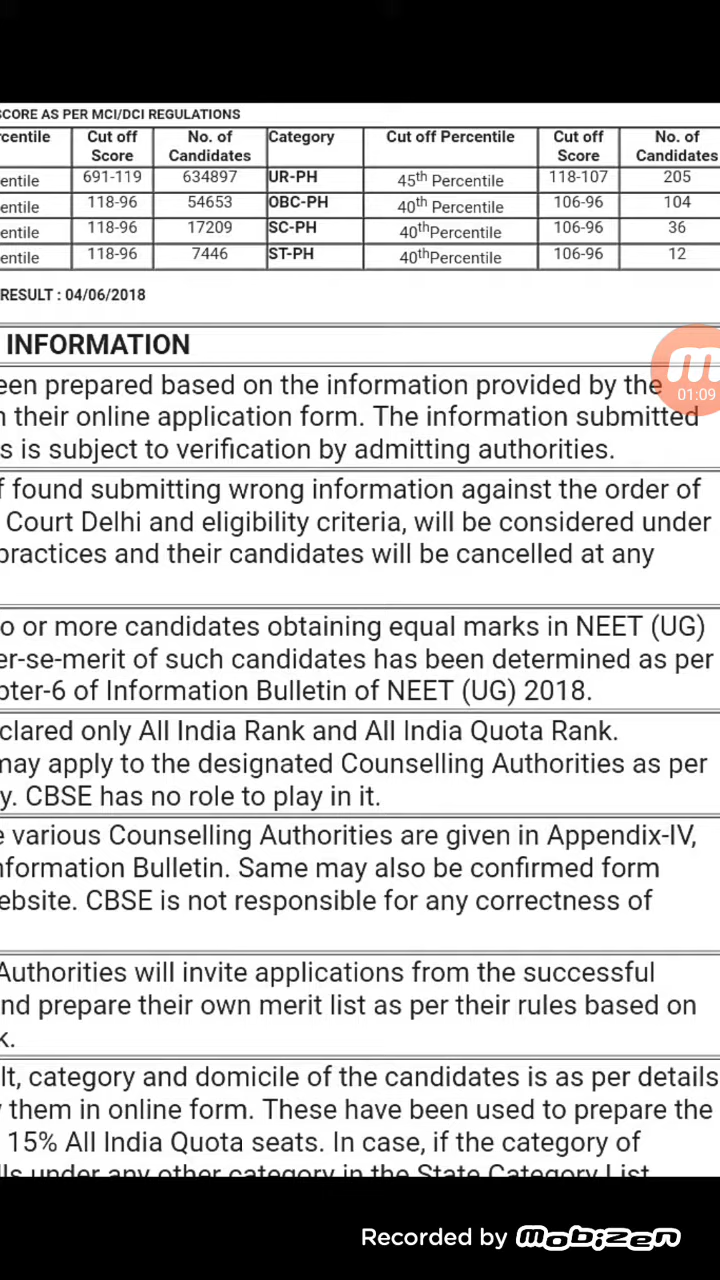 SCORE AS PER MCI/DCI REGULATIONS
Cut off Score No. of Candidates Category Cut off Percentile Cut off Score No. of Candidates
691-119 634897 UR-PH 45th Percentile 118-107 205
118-96 54653 OBC-PH 40th Percentile 106-96 104
118-96 17209 SC-PH 40thPercentile 106-96 36
118-96 7446 ST-PH 40thPercentile 106-96 12
RESULT : 04/06/2018
INFORMATION
een prepared based on the information provided by the
their online application form. The information submitted
s is subject to verification by admitting authorities.
found submitting wrong information against the order of
Court Delhi and eligibility criteria, will be considered under
practices and their candidates will be cancelled at any
o or more candidates obtaining equal marks in NEET (UG)
er-se-merit of such candidates has been determined as per
pter-6 of Information Bulletin of NEET (UG) 2018.
clared only All India Rank and All India Quota Rank.
may apply to the designated Counselling Authorities as per
y. CBSE has no role to play in it.
e various Counselling Authorities are given in Appendix-IV,
nformation Bulletin. Same may also be confirmed form
ebsite. CBSE is not responsible for any correctness of
Authorities will invite applications from the successful
nd prepare their own merit list as per their rules based on
k.
lt, category and domicile of the candidates is as per details
them in online form. These have been used to prepare the
15% All India Quota seats. In case, if the category of
lls under any other category in the State Category List
01:09
Recorded by mobizen